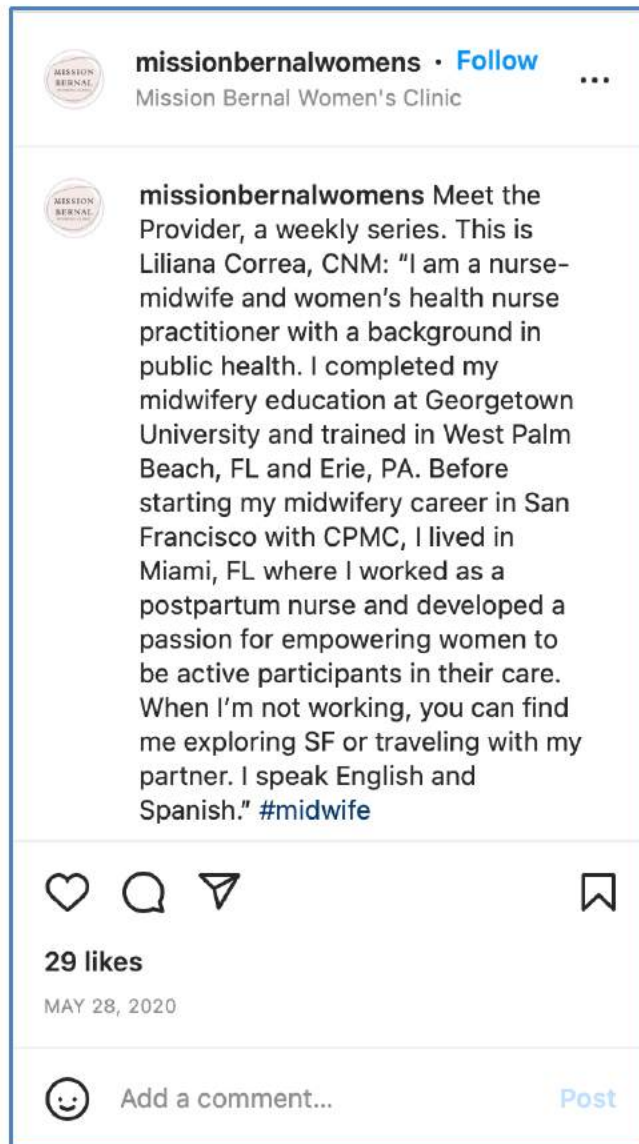 MISSION
BERNAL
missionbernalwomens • Follow
Mission Bernal Women's Clinic
MISSION
BERNAL
missionbernalwomens Meet the
Provider, a weekly series. This is
Liliana Correa, CNM: “I am a nurse-
midwife and women’s health nurse
practitioner with a background in
public health. I completed my
midwifery education at Georgetown
University and trained in West Palm
Beach, FL and Erie, PA. Before
starting my midwifery career in San
Francisco with CPMC, I lived in
Miami, FL where I worked as a
postpartum nurse and developed a
passion for empowering women to
be active participants in their care.
When I’m not working, you can find
me exploring SF or traveling with my
partner. I speak English and
Spanish.” #midwife
29 likes
MAY 28, 2020
Add a comment...
Post